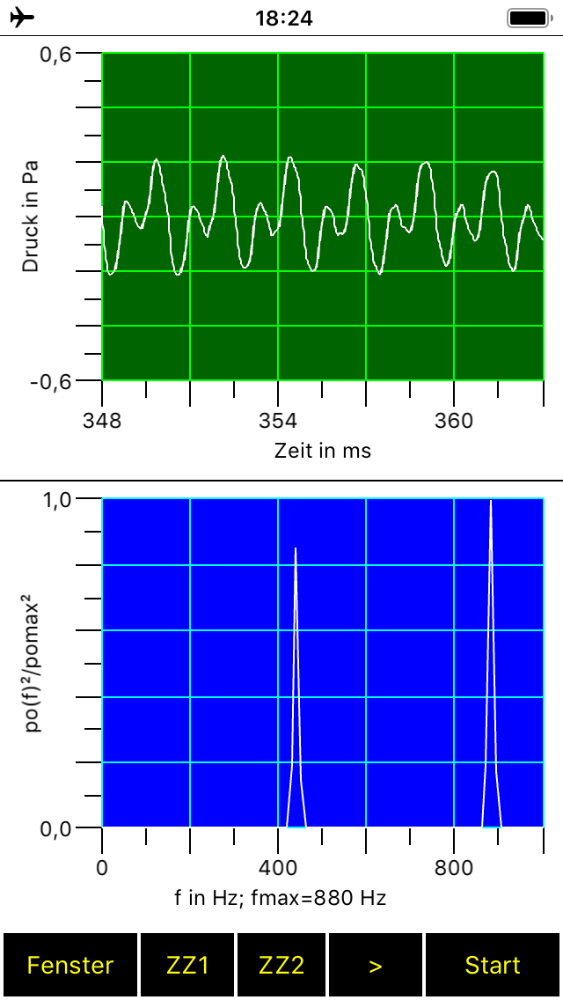 18:24
0,6
Druck in Pa
-0,6
348 354 360
Zeit in ms
1,0
po(f)²/pomax²
0,0
0 400 800
f in Hz; fmax=880 Hz
Fenster ZZ1 ZZ2 > Start